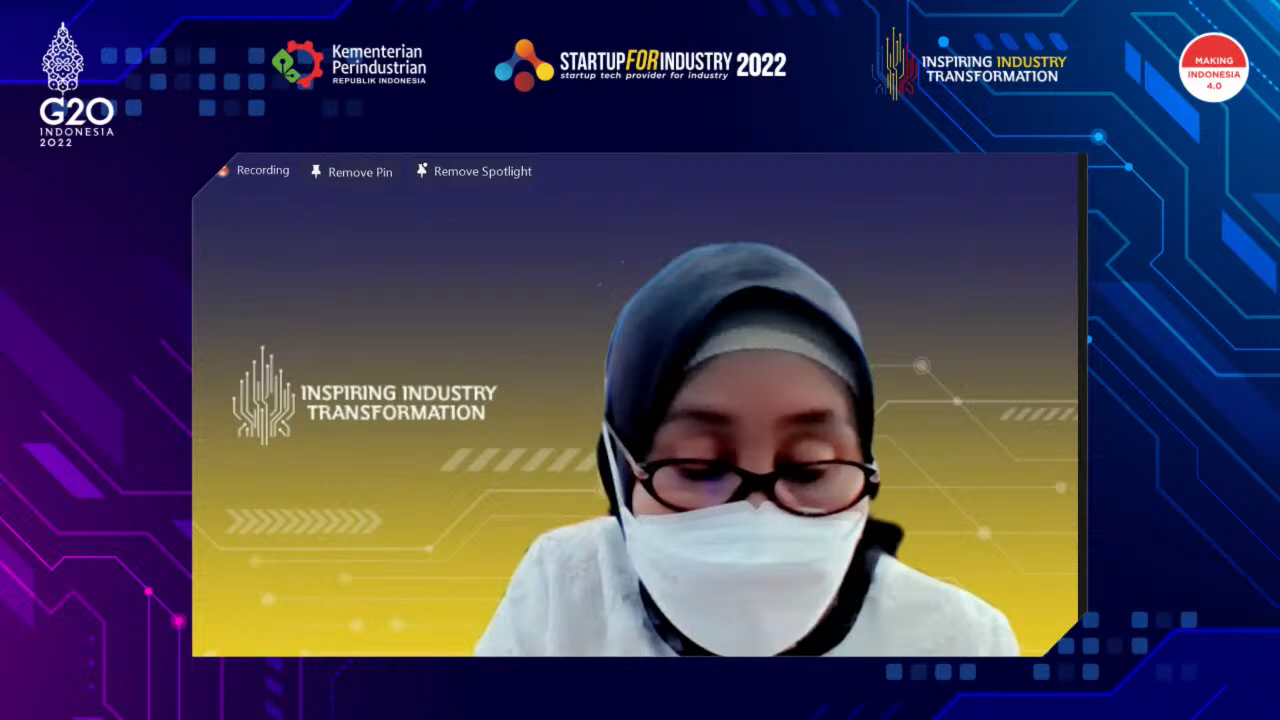 G20
INDONESIA
2022
Kementerian
Perindustrian
REPUBLIK INDONESIA
STARTUPFORINDUSTRY 2022
startup tech provider for industry
INSPIRING INDUSTRY
TRANSFORMATION
MAKING
INDONESIA
4.0
Recording
Remove Pin
Remove Spotlight
INSPIRING INDUSTRY
TRANSFORMATION